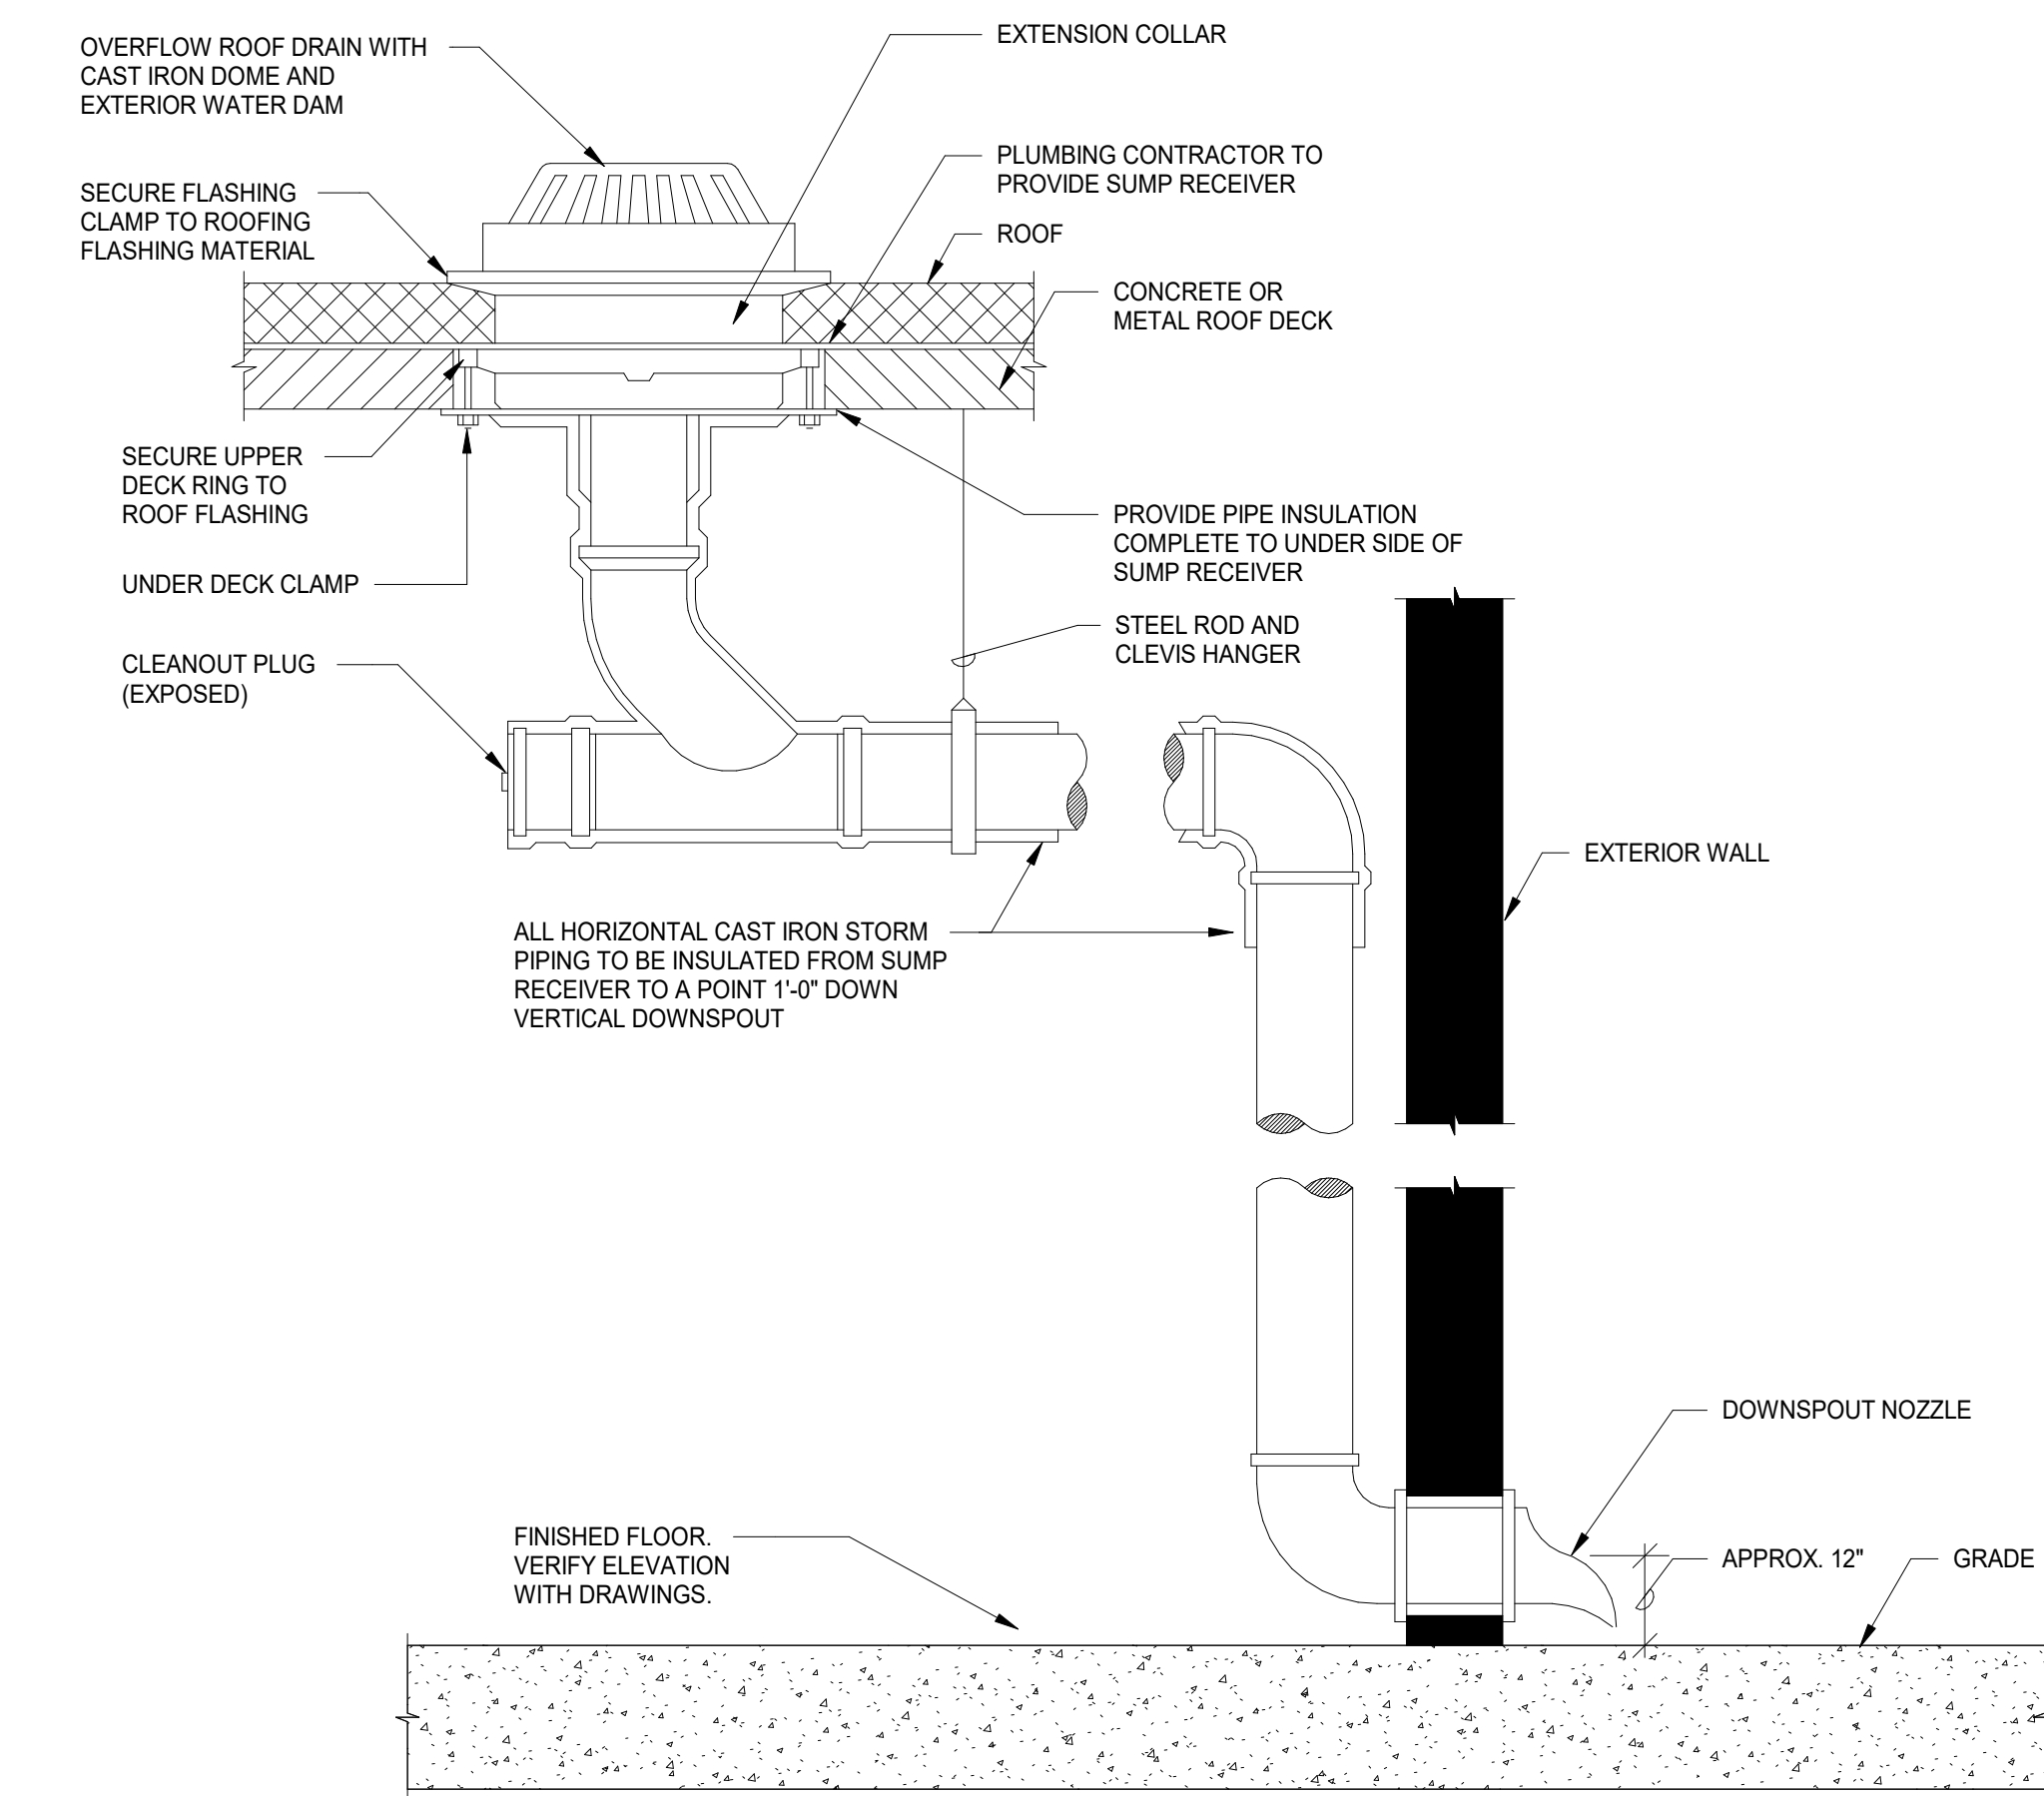 OVERFLOW ROOF DRAIN WITH
CAST IRON DOME AND
EXTERIOR WATER DAM
EXTENSION COLLAR
PLUMBING CONTRACTOR TO
PROVIDE SUMP RECEIVER
SECURE FLASHING
CLAMP TO ROOFING
FLASHING MATERIAL
ROOF
CONCRETE OR
METAL ROOF DECK
SECURE UPPER
DECK RING TO
ROOF FLASHING
PROVIDE PIPE INSULATION
COMPLETE TO UNDER SIDE OF
SUMP RECEIVER
UNDER DECK CLAMP
STEEL ROD AND
CLEVIS HANGER
CLEANOUT PLUG
(EXPOSED)
EXTERIOR WALL
ALL HORIZONTAL CAST IRON STORM
PIPING TO BE INSULATED FROM SUMP
RECEIVER TO A POINT 1'-0" DOWN
VERTICAL DOWNSPOUT
DOWNSPOUT NOZZLE
FINISHED FLOOR.
VERIFY ELEVATION
WITH DRAWINGS.
APPROX. 12"
GRADE